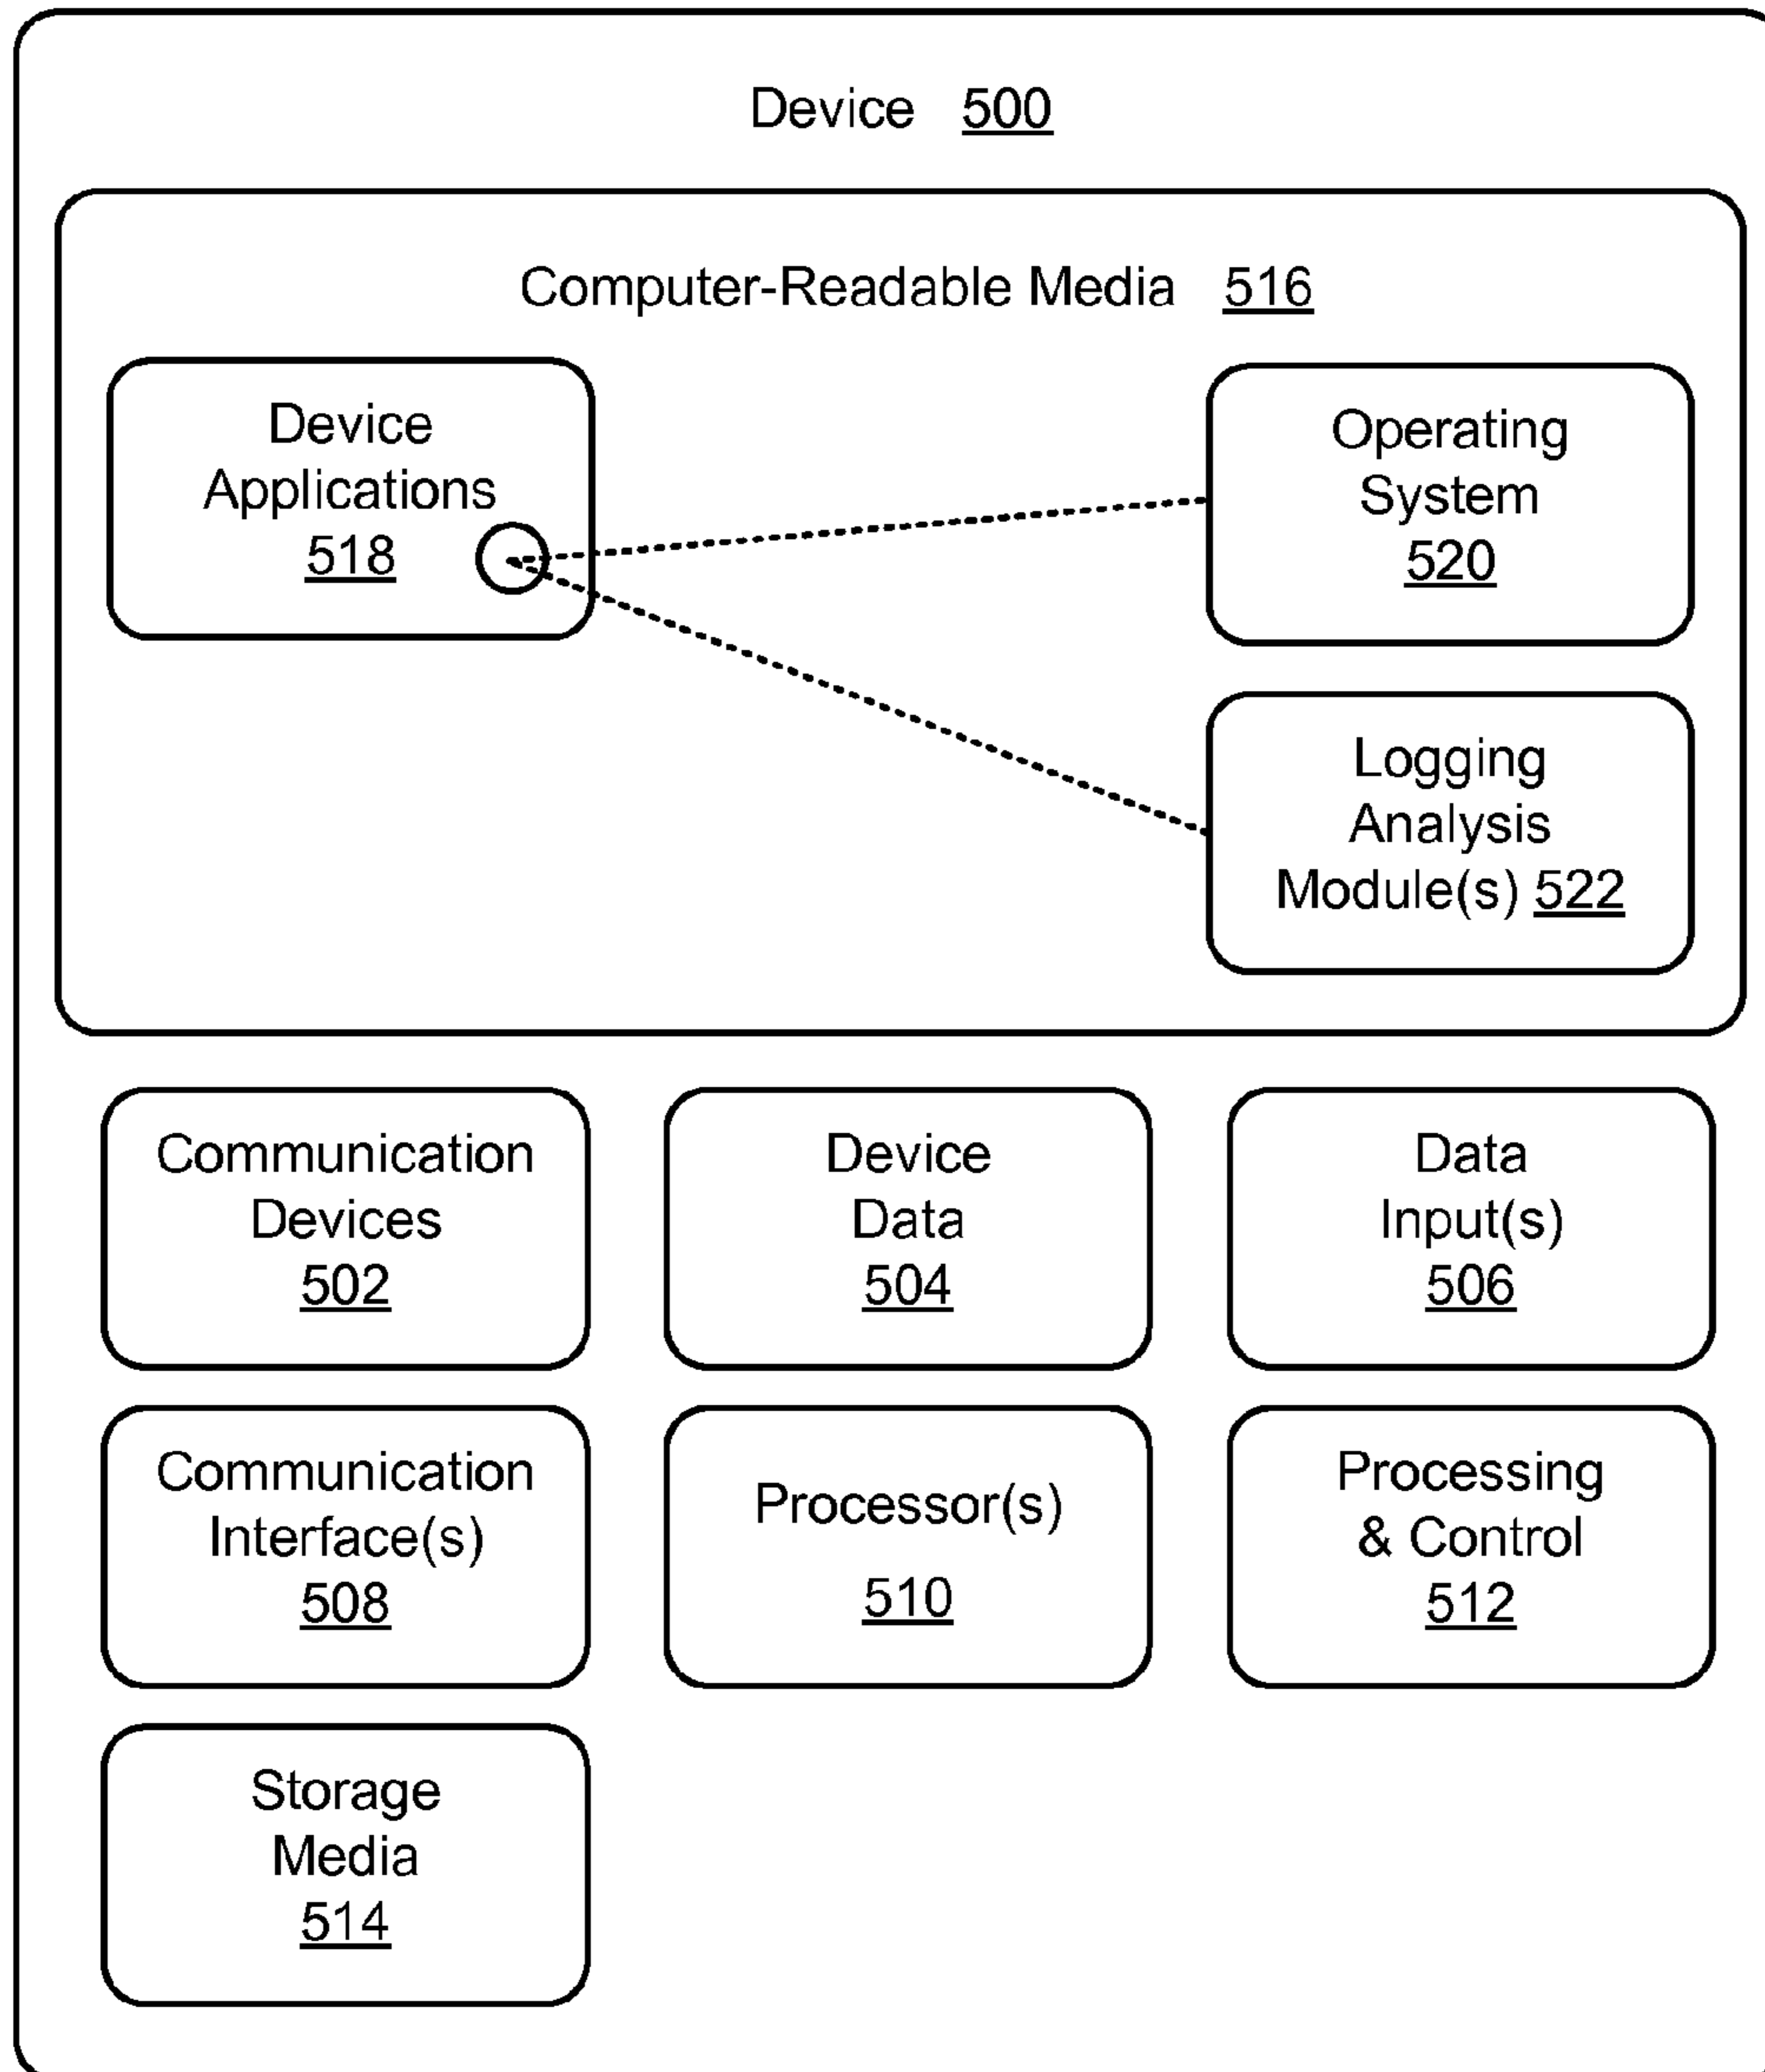 Device 500
Computer-Readable Media 516
Device
Applications
518
Operating
System
520
Logging
Analysis
Module(s) 522
Communication
Devices
502
Device
Data
504
Data
Input(s)
506
Communication
Interface(s)
508
Processor(s)
510
Processing
& Control
512
Storage
Media
514